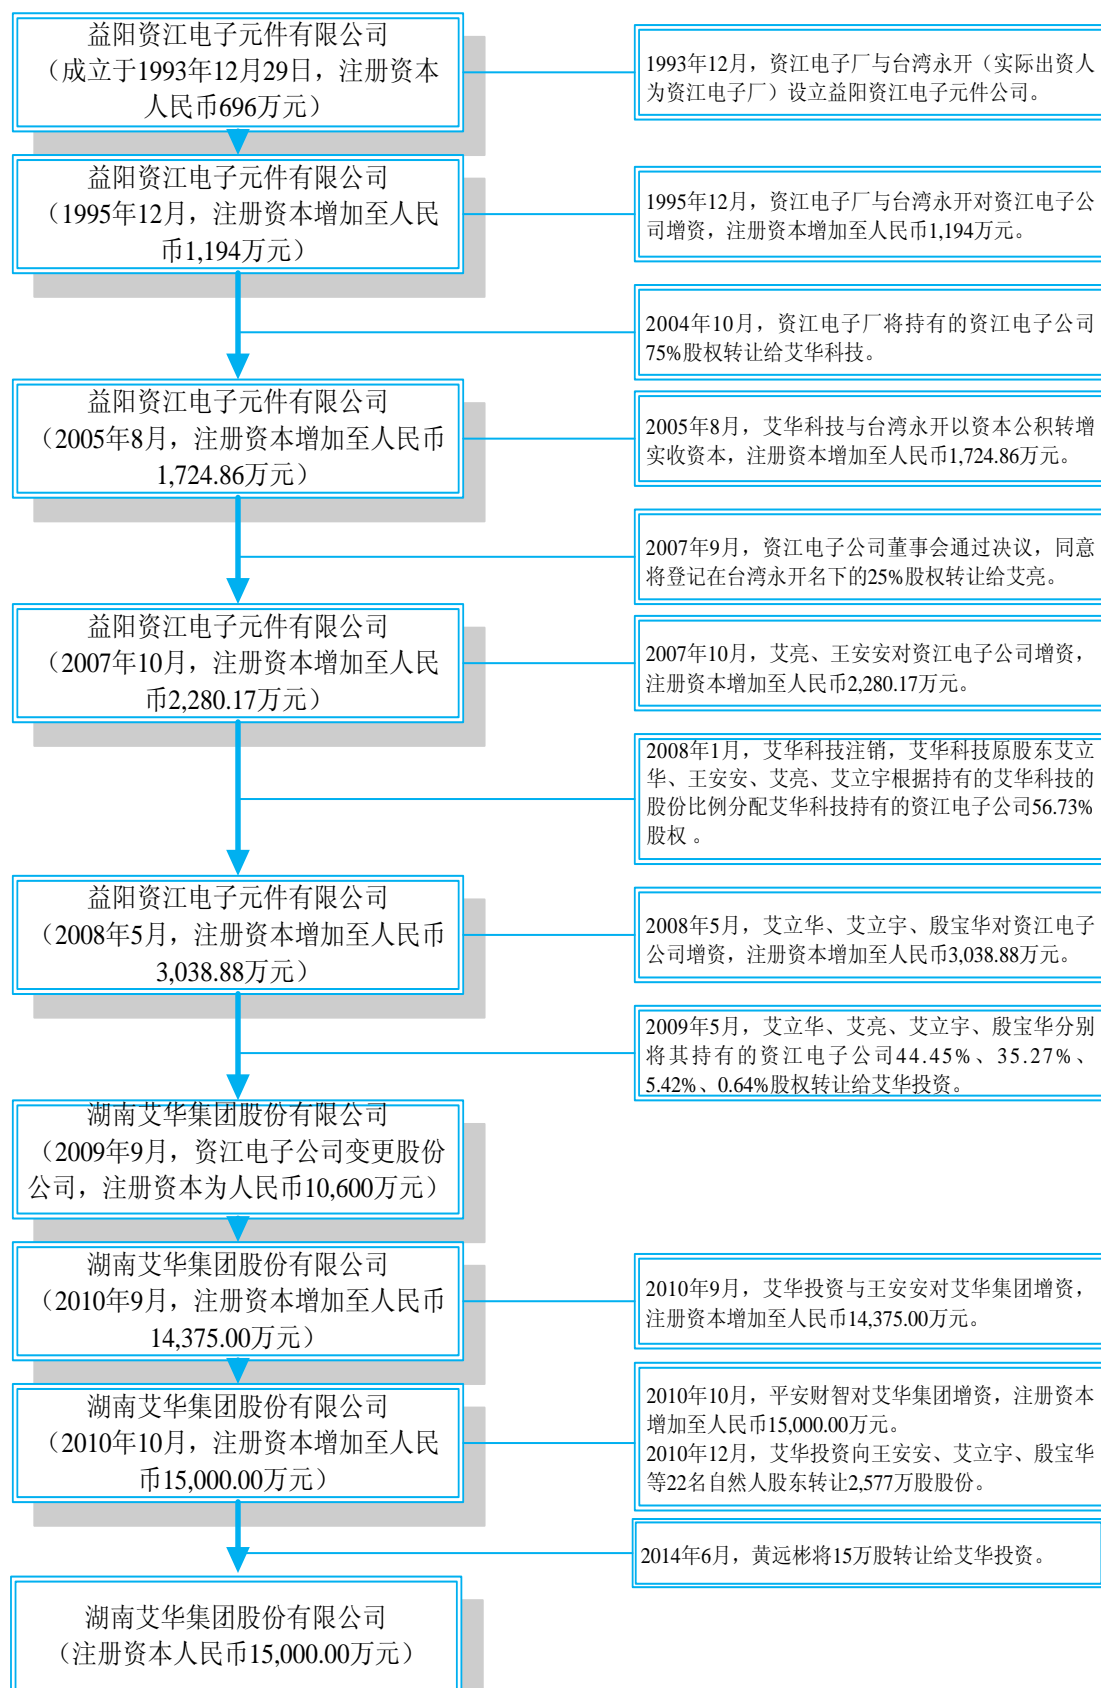 益阳资江电子元件有限公司
（成立于1993年12月29日，注册资本
人民币696万元）
1993年12月，资江电子厂与台湾永开（实际出资人
为资江电子厂）设立益阳资江电子元件公司。
益阳资江电子元件有限公司
（1995年12月，注册资本增加至人民
币1,194万元）
1995年12月，资江电子厂与台湾永开对资江电子公
司增资，注册资本增加至人民币1,194万元。
2004年10月，资江电子厂将持有的资江电子公司
75%股权转让给艾华科技。
益阳资江电子元件有限公司
（2005年8月，注册资本增加至人民币
1,724.86万元）
2005年8月，艾华科技与台湾永开以资本公积转增
实收资本，注册资本增加至人民币1,724.86万元。
2007年9月，资江电子公司董事会通过决议，同意
将登记在台湾永开名下的25%股权转让给艾亮。
益阳资江电子元件有限公司
（2007年10月，注册资本增加至人民
币2,280.17万元）
2007年10月，艾亮、王安安对资江电子公司增资，
注册资本增加至人民币2,280.17万元。
2008年1月，艾华科技注销，艾华科技原股东艾立
华、王安安、艾亮、艾立宇根据持有的艾华科技的
股份比例分配艾华科技持有的资江电子公司56.73%
股权 。
益阳资江电子元件有限公司
（2008年5月，注册资本增加至人民币
3,038.88万元）
2008年5月，艾立华、艾立宇、殷宝华对资江电子
公司增资，注册资本增加至人民币3,038.88万元。
2009年5月，艾立华、艾亮、艾立宇、殷宝华分别
将其持有的资江电子公司44.45%、35.27%、
5.42%、0.64%股权转让给艾华投资。
湖南艾华集团股份有限公司
（2009年9月，资江电子公司变更股份
公司，注册资本为人民币10,600万元）
湖南艾华集团股份有限公司
（2010年9月，注册资本增加至人民币
14,375.00万元）
2010年9月，艾华投资与王安安对艾华集团增资，
注册资本增加至人民币14,375.00万元。
湖南艾华集团股份有限公司
（2010年10月，注册资本增加至人民
币15,000.00万元）
2010年10月，平安财智对艾华集团增资，注册资本
增加至人民币15,000.00万元。
2010年12月，艾华投资向王安安、艾立宇、殷宝华
等22名自然人股东转让2,577万股股份。
2014年6月，黄远彬将15万股转让给艾华投资。
湖南艾华集团股份有限公司
（注册资本人民币15,000.00万元）